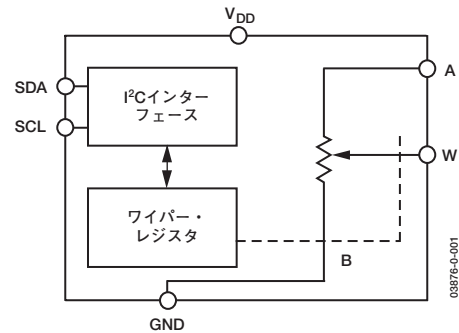 VDD
A
SDA
I²Cインター
フェース
SCL
W
ワイパー・
レジスタ
B
GND
03876-0-001